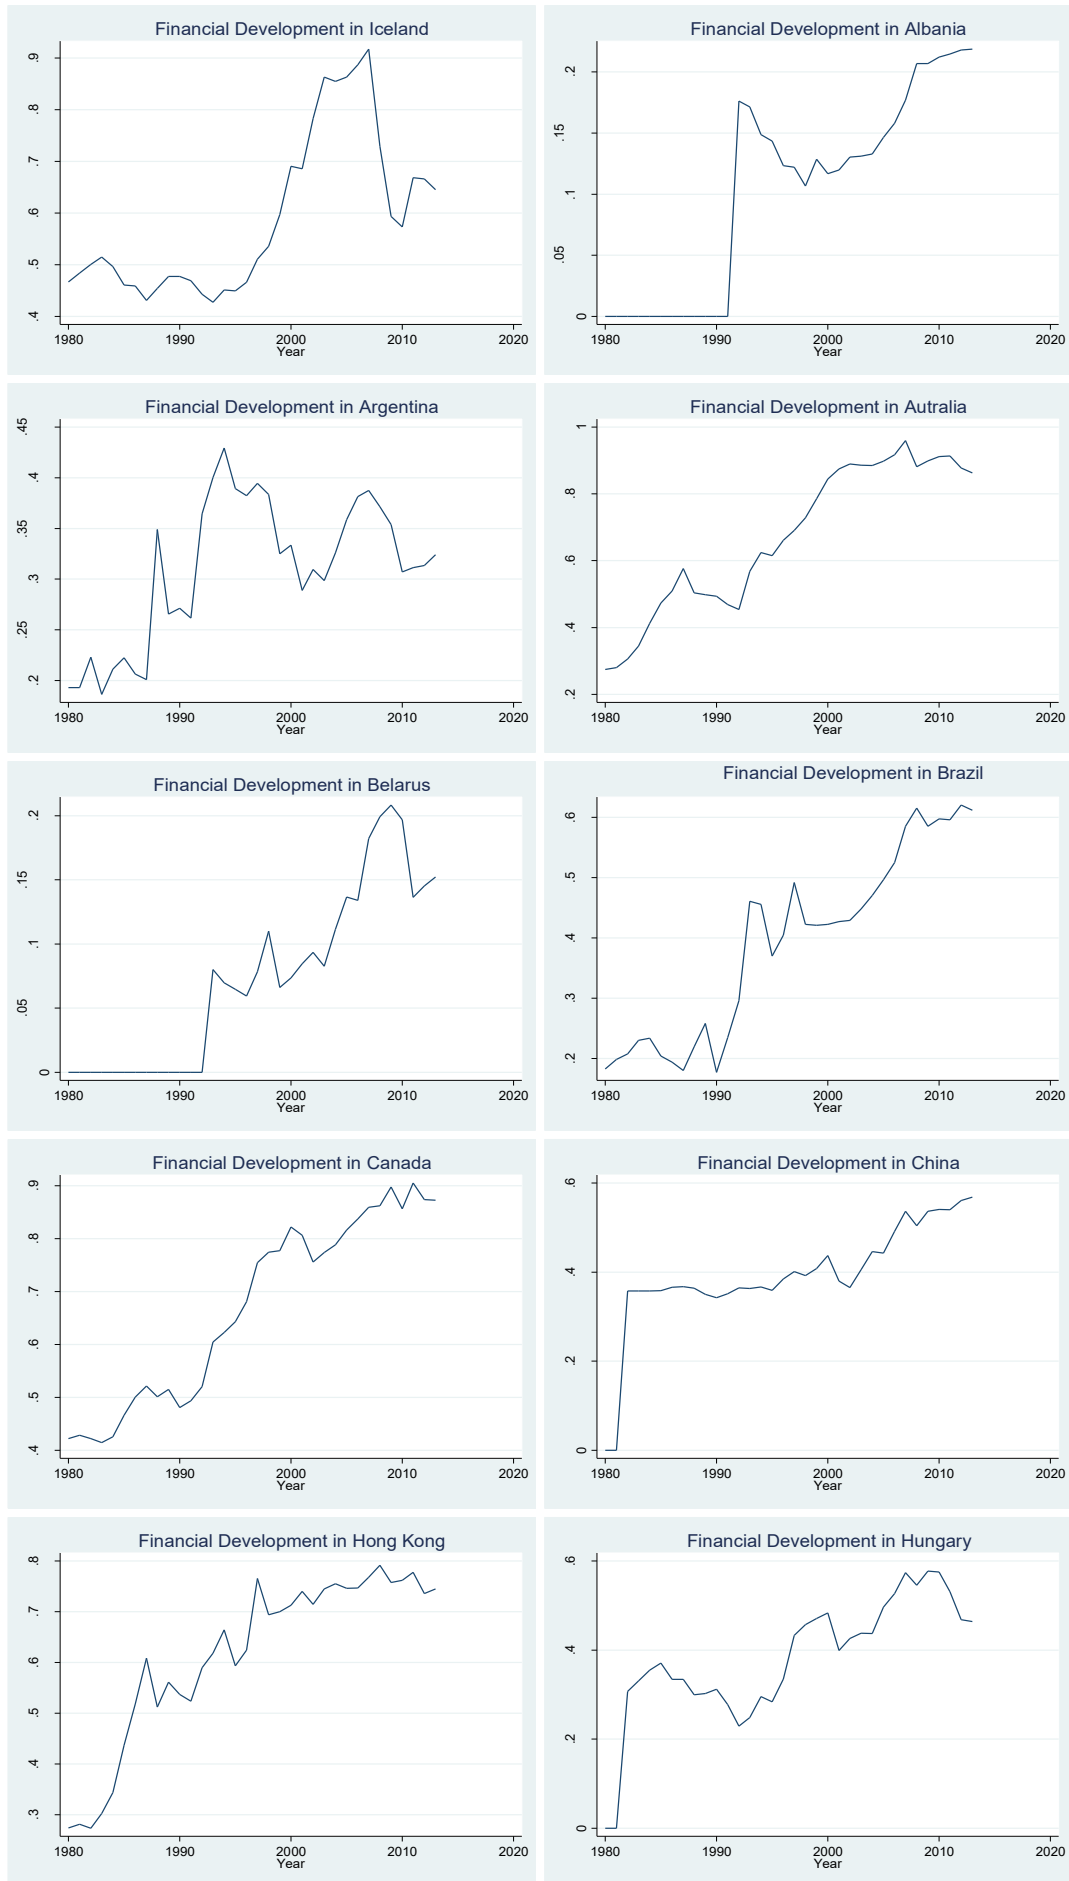 Financial Development in Iceland
.9
.8
.7
.6
.5
.4
1980 1990 2000 2010 2020
Year
Financial Development in Albania
.2
.15
.1
.05
0
1980 1990 2000 2010 2020
Year
Financial Development in Argentina
.45
.4
.35
.3
.25
.2
1980 1990 2000 2010 2020
Year
Financial Development in Autralia
1
.8
.6
.4
.2
1980 1990 2000 2010 2020
Year
Financial Development in Belarus
.2
.15
.1
.05
0
1980 1990 2000 2010 2020
Year
Financial Development in Brazil
.6
.5
.4
.3
.2
1980 1990 2000 2010 2020
Year
Financial Development in Canada
.9
.8
.7
.6
.5
.4
1980 1990 2000 2010 2020
Year
Financial Development in China
.6
.4
.2
0
1980 1990 2000 2010 2020
Year
Financial Development in Hong Kong
.8
.7
.6
.5
.4
.3
1980 1990 2000 2010 2020
Year
Financial Development in Hungary
.6
.4
.2
0
1980 1990 2000 2010 2020
Year